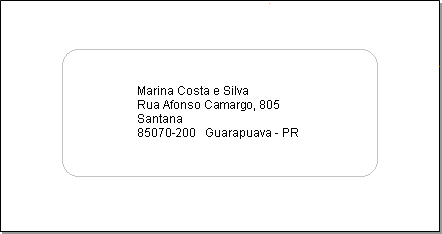 Marina Costa e Silva
Rua Afonso Camargo, 805
Santana
85070-200 Guarapuava - PR